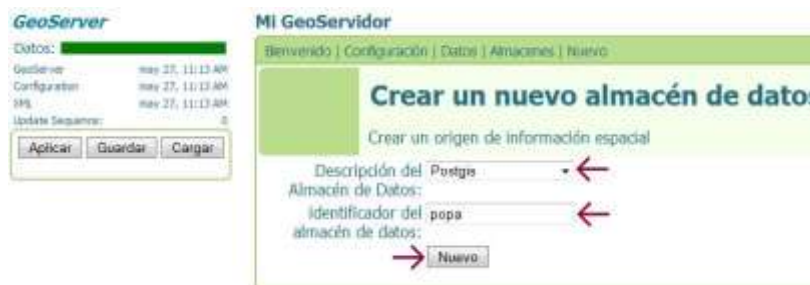 GeoServer
Datos:
GeoServer may 27, 11:13 AM
Configuration may 27, 11:13 AM
XML may 27, 11:13 AM
Update Sequence: 0
Aplicar Guardar Cargar
Mi GeoServidor
Bienvenido | Configuración | Datos | Almacenes | Nuevo
Crear un nuevo almacén de datos
Crear un origen de información espacial
Descripción del Almacén de Datos: Postgis
identificador del almacén de datos: popa
Nuevo